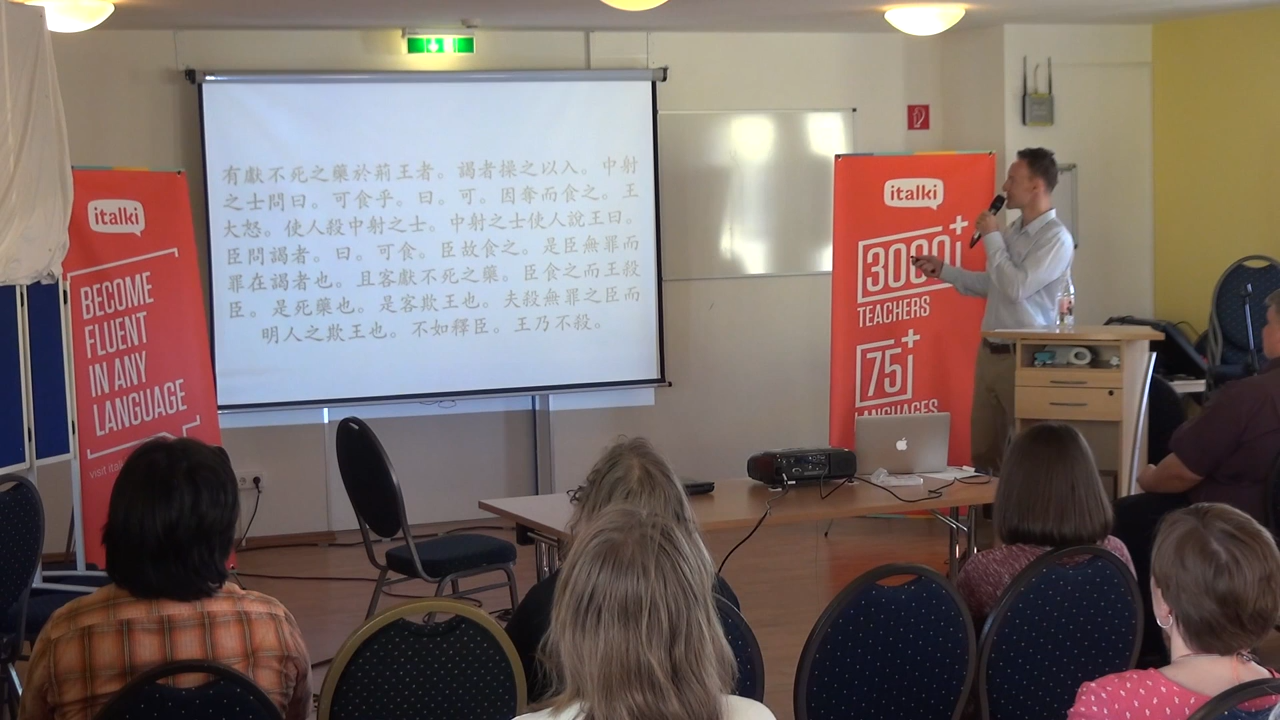 有獻不死之藥於荊王者。謁者操之以入。中射
之士問曰。可食乎。曰。可。因奪而食之。王
大怒。使人殺中射之士。中射之士使人說王曰。
臣問謁者。曰。可食。臣故食之。是臣無罪而
罪在謁者也。且客獻不死之藥。臣食之而王殺
臣。是死藥也。是客欺王也。夫殺無罪之臣而
明人之欺王也。不如釋臣。王乃不殺。
italki
BECOME
FLUENT
IN ANY
LANGUAGE
italki
3000+
TEACHERS
75+
LANGUAGES